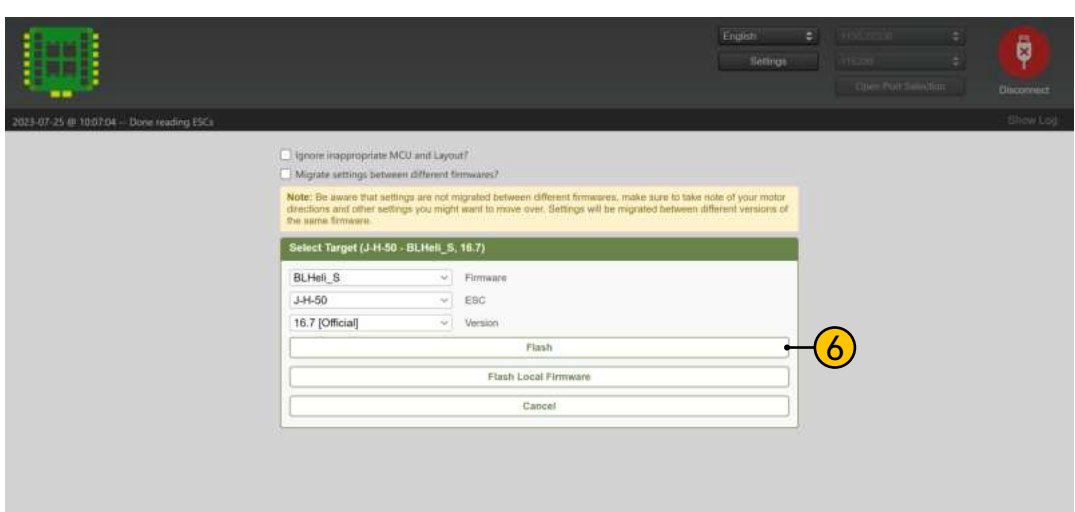 English
Settings
115200
Open Port Selection
Disconnect
2023-07-25 @ 10:07:04 -- Done reading ESCs
Show Log
Ignore inappropriate MCU and Layout?
Migrate settings between different firmwares?
Note: Be aware that settings are not migrated between different firmwares, make sure to take note of your motor
directions and other settings you might want to move over. Settings will be migrated between different versions of
the same firmware.
Select Target (J-H-50 - BLHeli_S, 16.7)
BLHeli_S Firmware
J-H-50 ESC
16.7 [Official] Version
Flash
6
Flash Local Firmware
Cancel